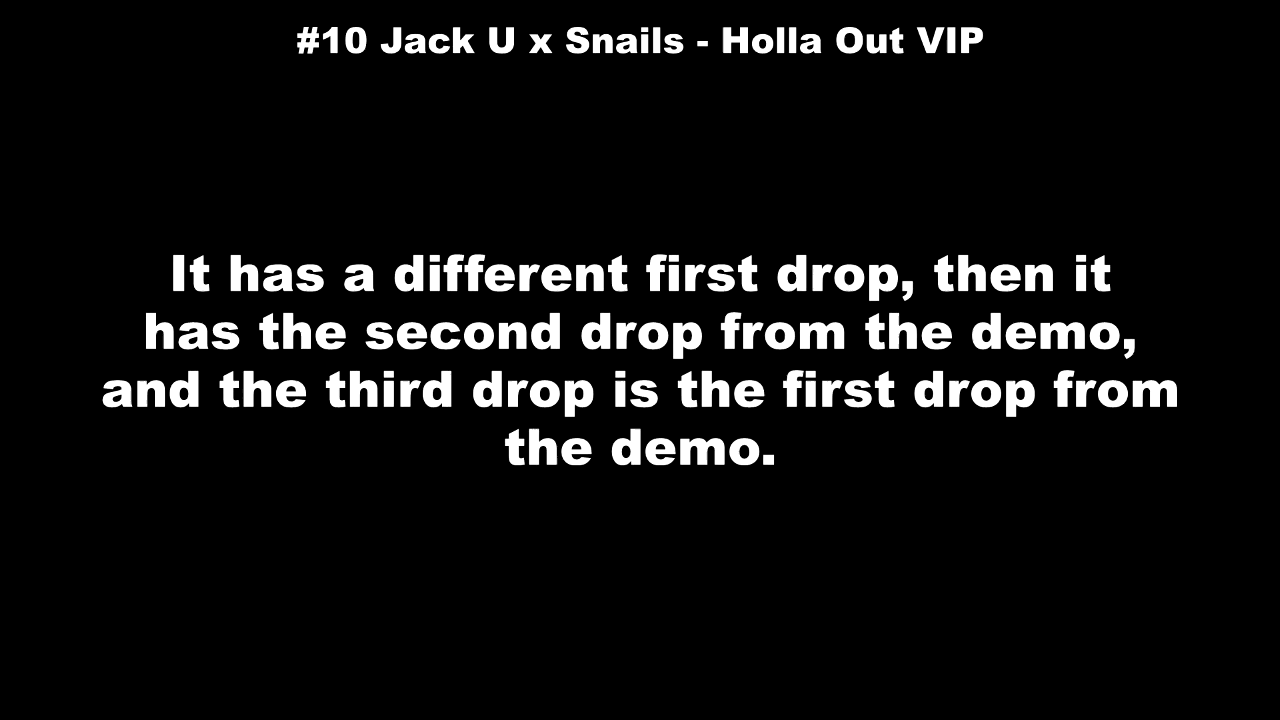 #10 Jack U x Snails - Holla Out VIP
It has a different first drop, then it
has the second drop from the demo,
and the third drop is the first drop from
the demo.